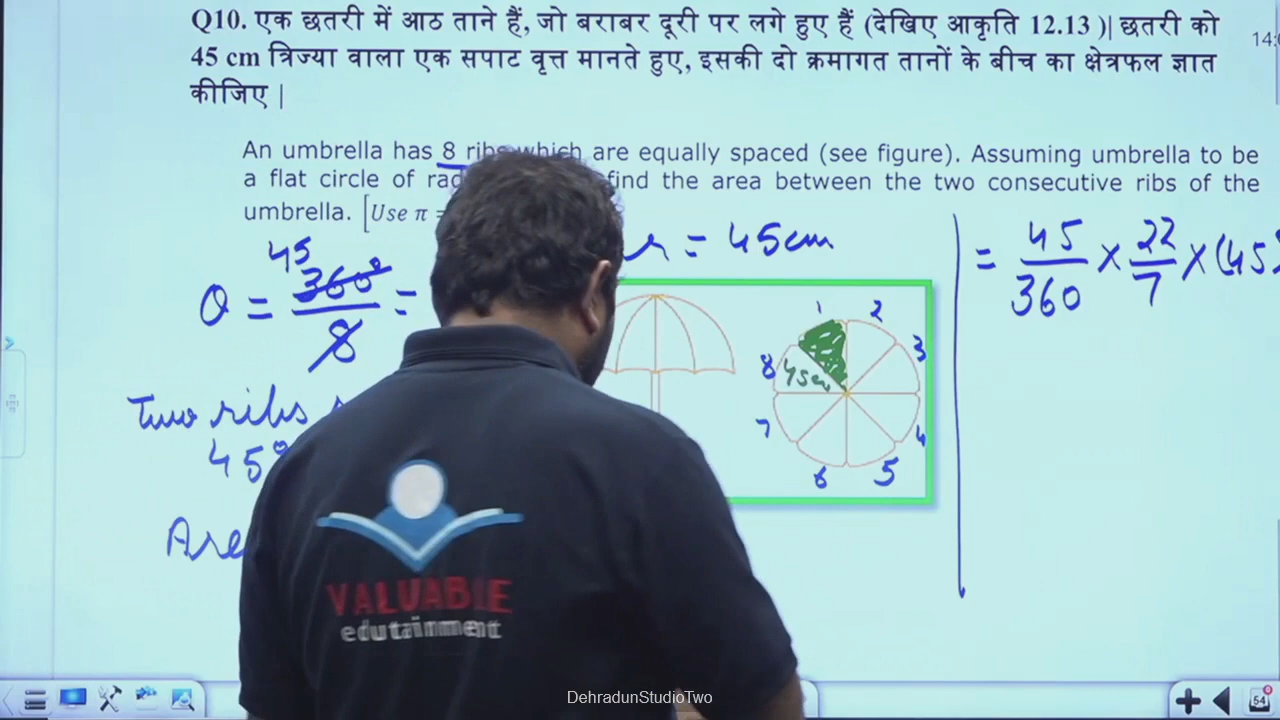 Q10. एक छतरी में आठ ताने हैं, जो बराबर दूरी पर लगे हुए हैं (देखिए आकृति 12.13 )| छतरी को
45 cm त्रिज्या वाला एक सपाट वृत्त मानते हुए, इसकी दो क्रमागत तानों के बीच का क्षेत्रफल ज्ञात
कीजिए |
An umbrella has 8 ribs which are equally spaced (see figure). Assuming umbrella to be
a flat circle of find the area between the two consecutive ribs of the
umbrella. [Use π =
r = 45cm
45
θ = 360°/8 =
Two ribs
45°
= 45/360 × 22/7 × (45)
1
2
3
4
5
6
7
8
45cm
VALUABLE
edutainment
DehradunStudioTwo
54